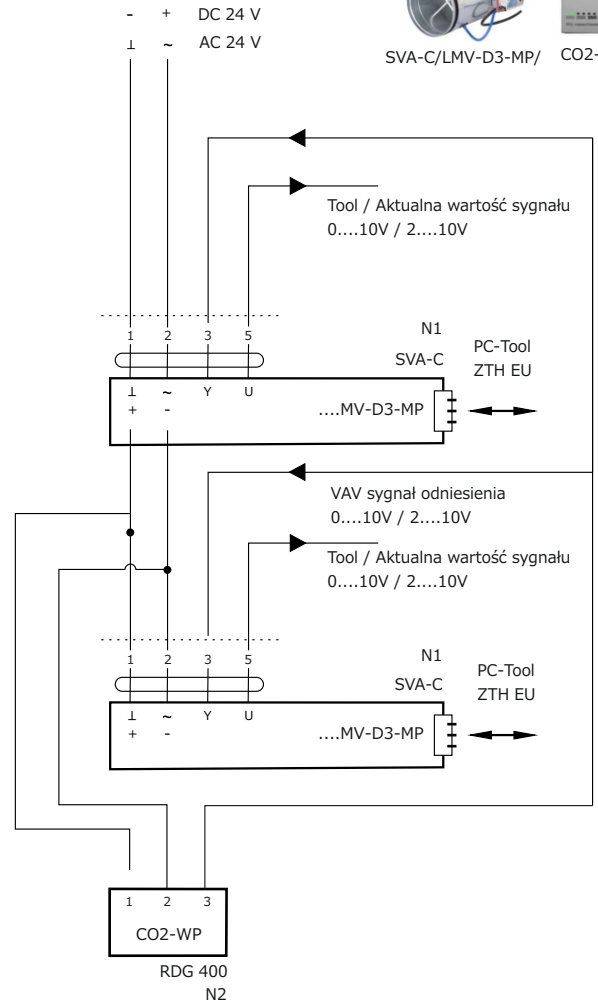 - + DC 24 V
⊥ ~ AC 24 V
SVA-C/LMV-D3-MP/ CO2-
Tool / Aktualna wartość sygnału
0....10V / 2....10V
1 2 3 5
N1
SVA-C
PC-Tool
ZTH EU
⊥ ~ Y U
+ -
....MV-D3-MP
VAV sygnał odniesienia
0....10V / 2....10V
Tool / Aktualna wartość sygnału
0....10V / 2....10V
1 2 3 5
N1
SVA-C
PC-Tool
ZTH EU
⊥ ~ Y U
+ -
....MV-D3-MP
1 2 3
CO2-WP
RDG 400
N2